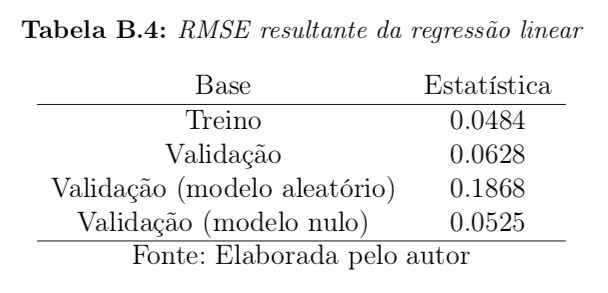 Tabela B.4: RMSE resultante da regressão linear
Base Estatística
Treino 0.0484
Validação 0.0628
Validação (modelo aleatório) 0.1868
Validação (modelo nulo) 0.0525
Fonte: Elaborada pelo autor